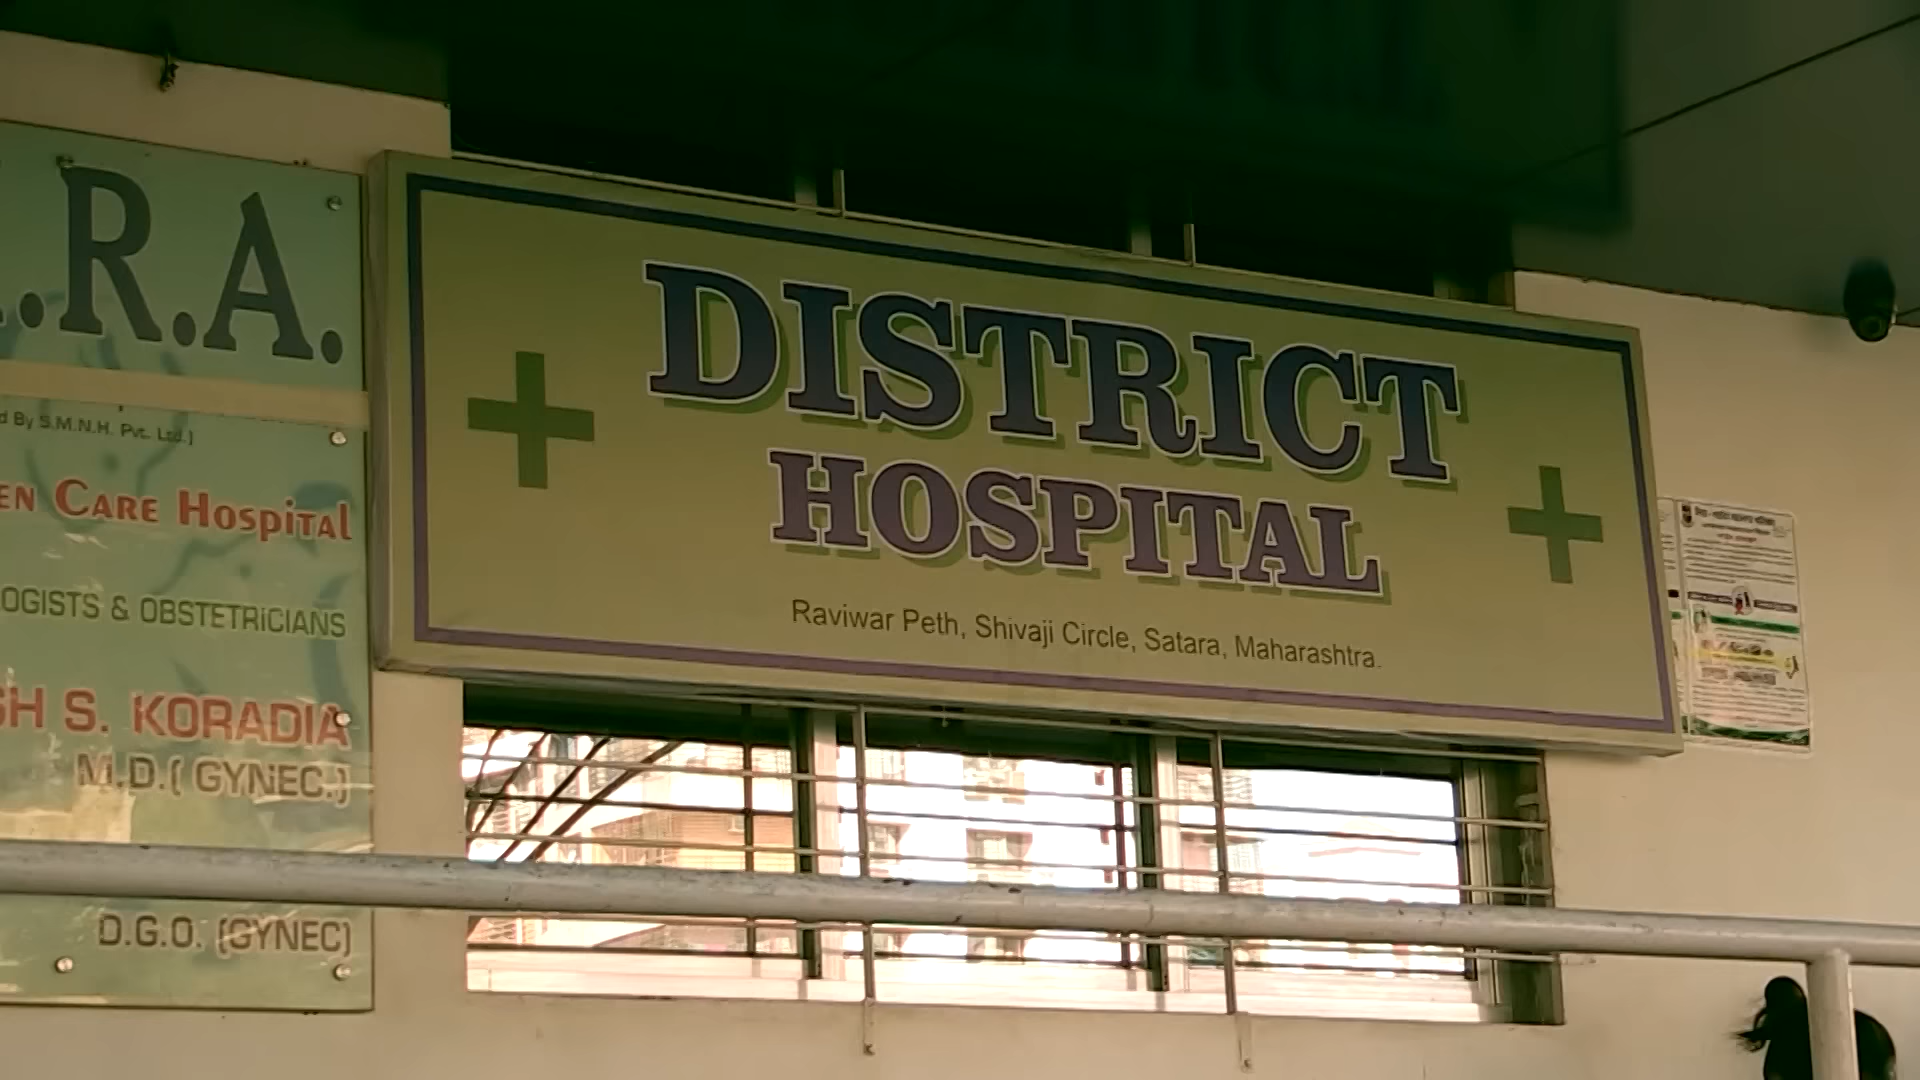 .R.A.
d By S.M.N.H. Pvt. Ltd.)
EN CARE HOSPITAL
OGISTS & OBSTETRICIANS
SH S. KORADIA
M.D.( GYNEC.)
D.G.O. (GYNEC)
DISTRICT
HOSPITAL
Raviwar Peth, Shivaji Circle, Satara, Maharashtra.